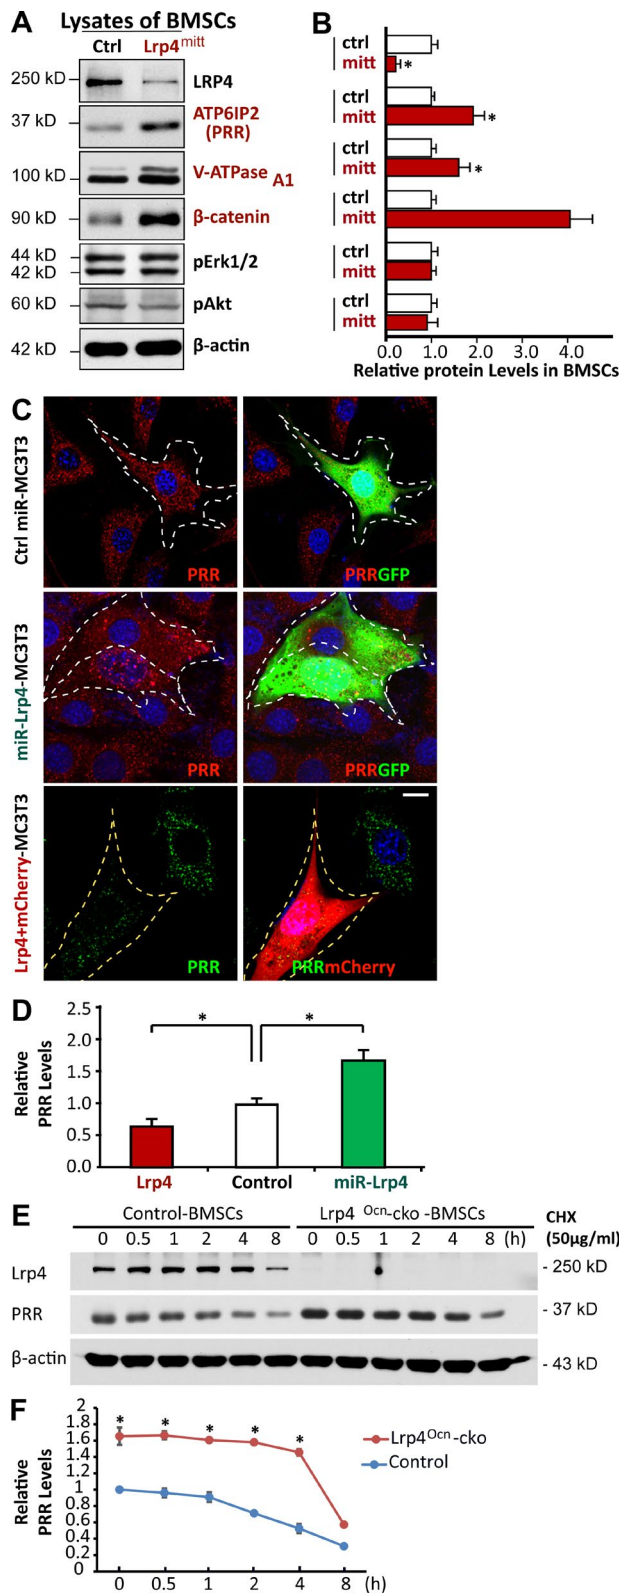 A
Lysates of BMSCs
Ctrl Lrp4mitt
250 kD LRP4
37 kD ATP6IP2
(PRR)
100 kD V-ATPase A1
90 kD β-catenin
44 kD pErk1/2
42 kD
60 kD pAkt
42 kD β-actin
B
ctrl
mitt *
ctrl
mitt *
ctrl
mitt *
ctrl
mitt
ctrl
mitt
ctrl
mitt
0.0 1.0 2.0 3.0 4.0
Relative protein Levels in BMSCs
C
Ctrl miR-MC3T3
PRR PRRGFP
miR-Lrp4-MC3T3
PRR PRRGFP
Lrp4+mCherry-MC3T3
PRR PRRmCherry
D
Relative
PRR Levels
2.5
2.0
1.5
1.0
0.5
0.0
* *
Lrp4 Control miR-Lrp4
E
Control-BMSCs Lrp4 Ocn-cko -BMSCs CHX
0 0.5 1 2 4 8 0 0.5 1 2 4 8 (h) (50μg/ml)
Lrp4 - 250 kD
PRR - 37 kD
β-actin - 43 kD
F
Relative
PRR Levels
1.8
1.6
1.4
1.2
1
0.8
0.6
0.4
0.2
0
* * * * *
Lrp4Ocn-cko
Control
0 0.5 1 2 4 8 (h)